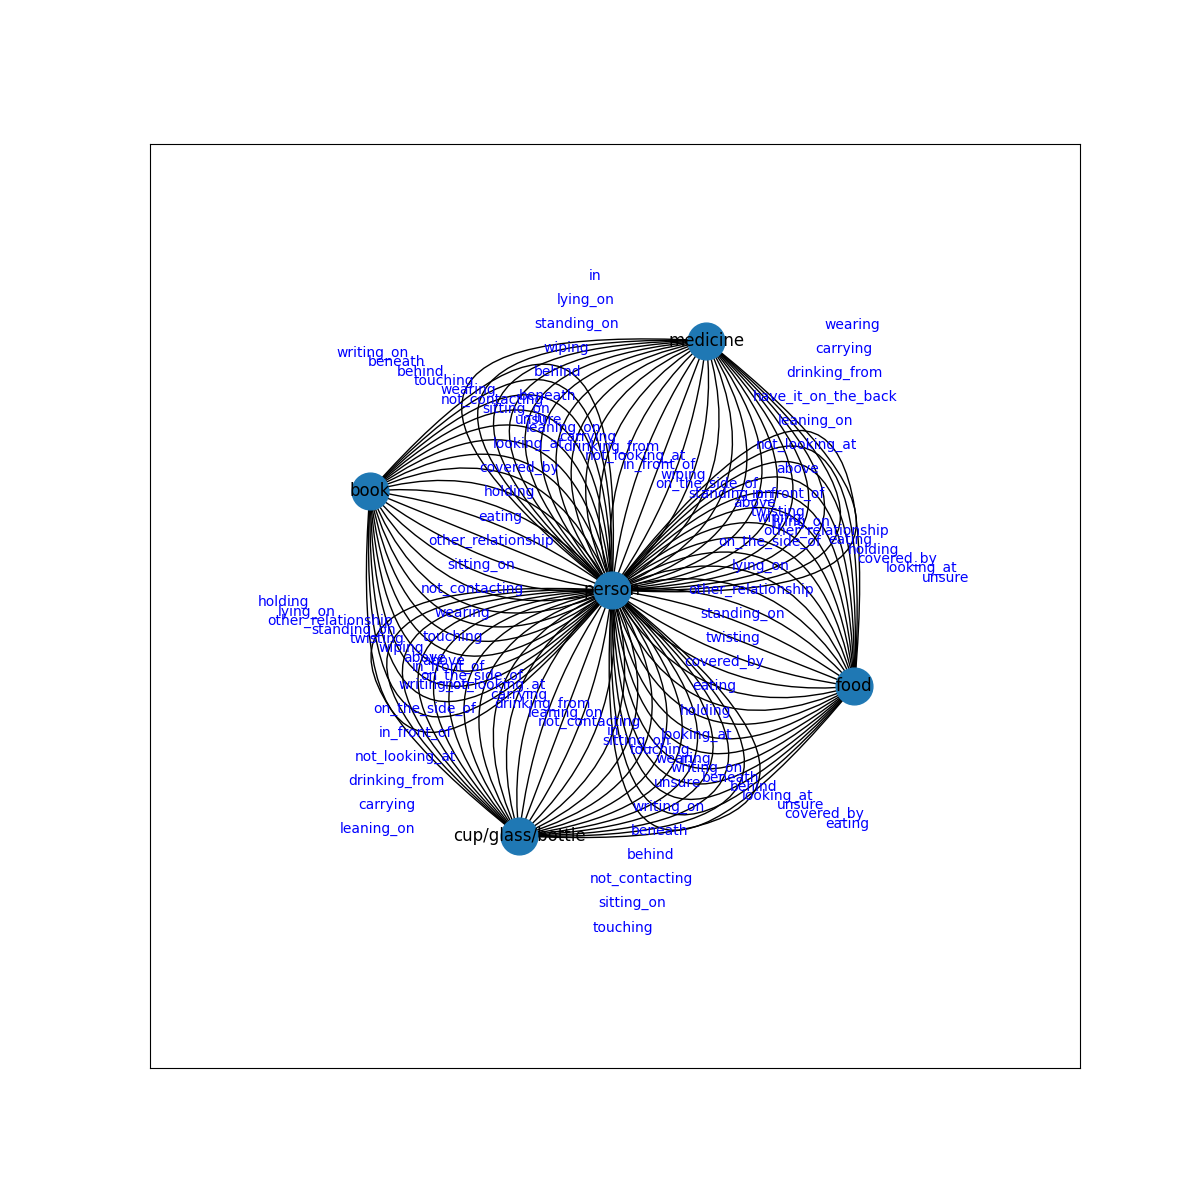 in
lying_on
standing_on
wearing
medicine
wiping
carrying
writing_on
beneath
behind
behind
drinking_from
touching
wearing
beneath
have_it_on_the_back
not_contacting
sitting_on
unsure
leaning_on
leaning_on
carrying
looking_at
drinking_from
not_looking_at
not_looking_at
in_front_of
covered_by
above
wiping
on_the_side_of
book
holding
standing_on
in_front_of
above
twisting
eating
lying_on
other_relationship
other_relationship
on_the_side_of
eating
holding
covered_by
sitting_on
lying_on
looking_at
unsure
not_contacting
person
other_relationship
holding
lying_on
wearing
standing_on
other_relationship
standing_on
twisting
touching
twisting
wiping
above
above
covered_by
in_front_of
on_the_side_of
writing_on
not_looking_at
eating
food
carrying
drinking_from
on_the_side_of
leaning_on
holding
not_contacting
in_front_of
in
sitting_on
looking_at
touching
not_looking_at
wearing
writing_on
drinking_from
beneath
unsure
behind
looking_at
carrying
writing_on
unsure
covered_by
leaning_on
beneath
eating
cup/glass/bottle
behind
not_contacting
sitting_on
touching